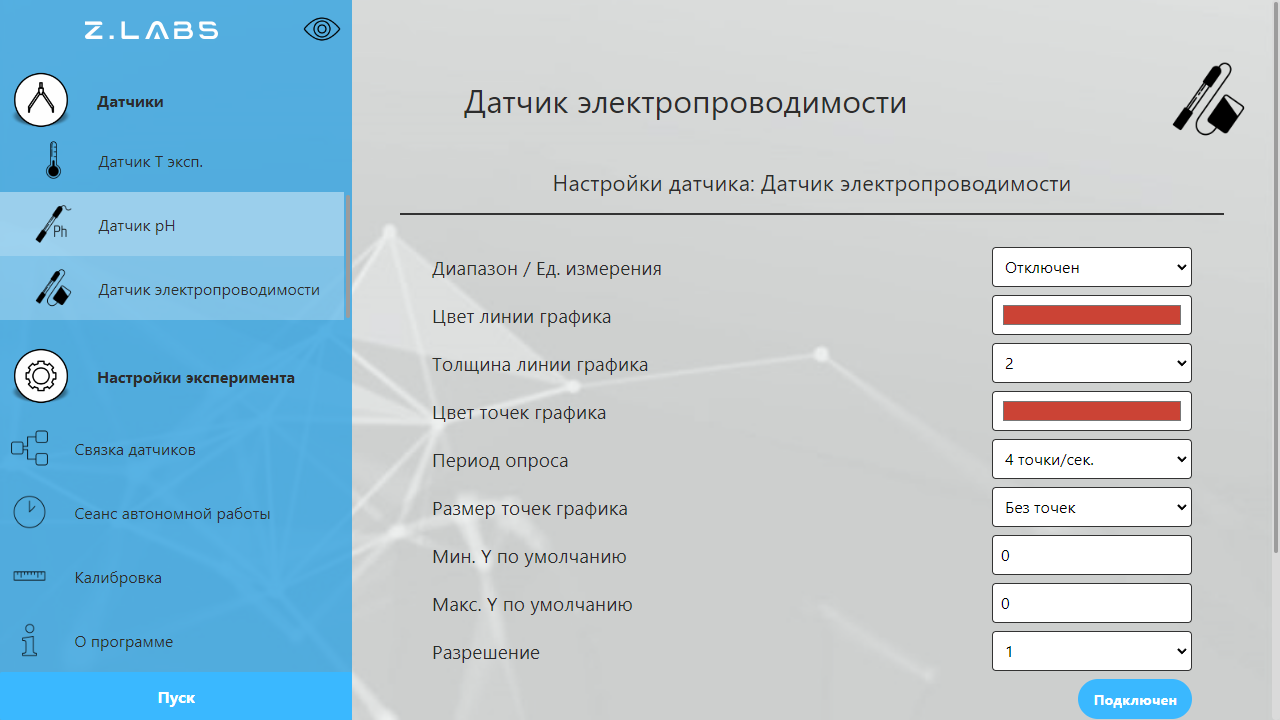 Z.LABS
Датчики
Датчик Т эксп.
Ph
Датчик pH
Датчик электропроводимости
Настройки эксперимента
Связка датчиков
Сеанс автономной работы
Калибровка
О программе
Пуск
Датчик электропроводимости
Настройки датчика: Датчик электропроводимости
Диапазон / Ед. измерения
Отключен
Цвет линии графика
Толщина линии графика
2
Цвет точек графика
Период опроса
4 точки/сек.
Размер точек графика
Без точек
Мин. Y по умолчанию
0
Макс. Y по умолчанию
0
Разрешение
1
Подключен